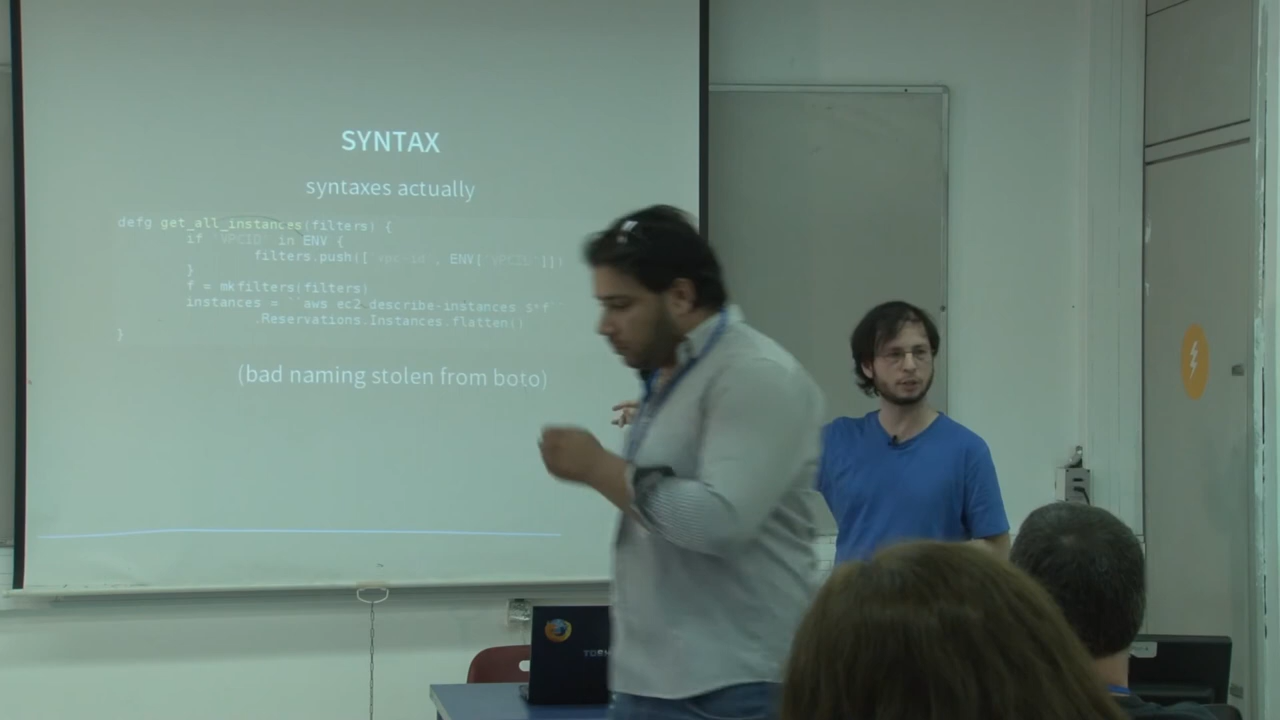 SYNTAX
syntaxes actually
defg get_all_instances(filters) {
if 'VPCID' in ENV {
filters.push(['vpc-id', ENV['VPCID']])
}
f = mkfilters(filters)
instances = ``aws ec2 describe-instances $*f``
.Reservations.Instances.flatten()
}
(bad naming stolen from boto)